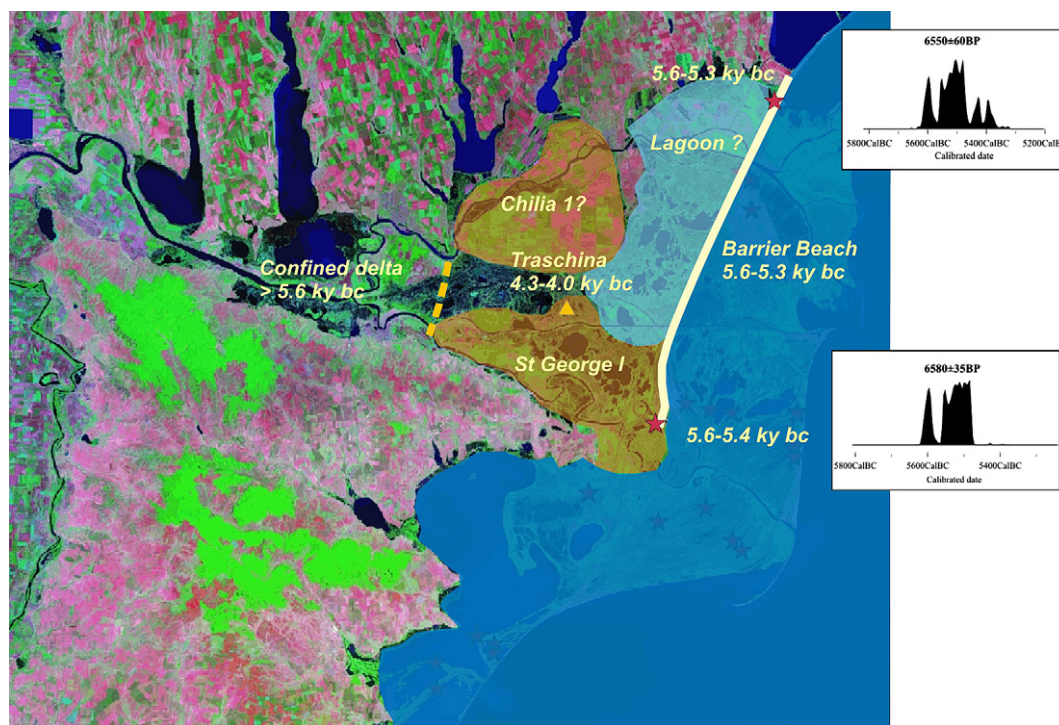 6550±60BP
5800CalBC 5600CalBC 5400CalBC 5200CalB
Calibrated date
5.6-5.3 ky bc
Lagoon ?
Chilia 1?
Barrier Beach
5.6-5.3 ky bc
Traschina
4.3-4.0 ky bc
Confined delta
> 5.6 ky bc
St George I
6580±35BP
5800CalBC 5600CalBC 5400CalBC
Calibrated date
5.6-5.4 ky bc